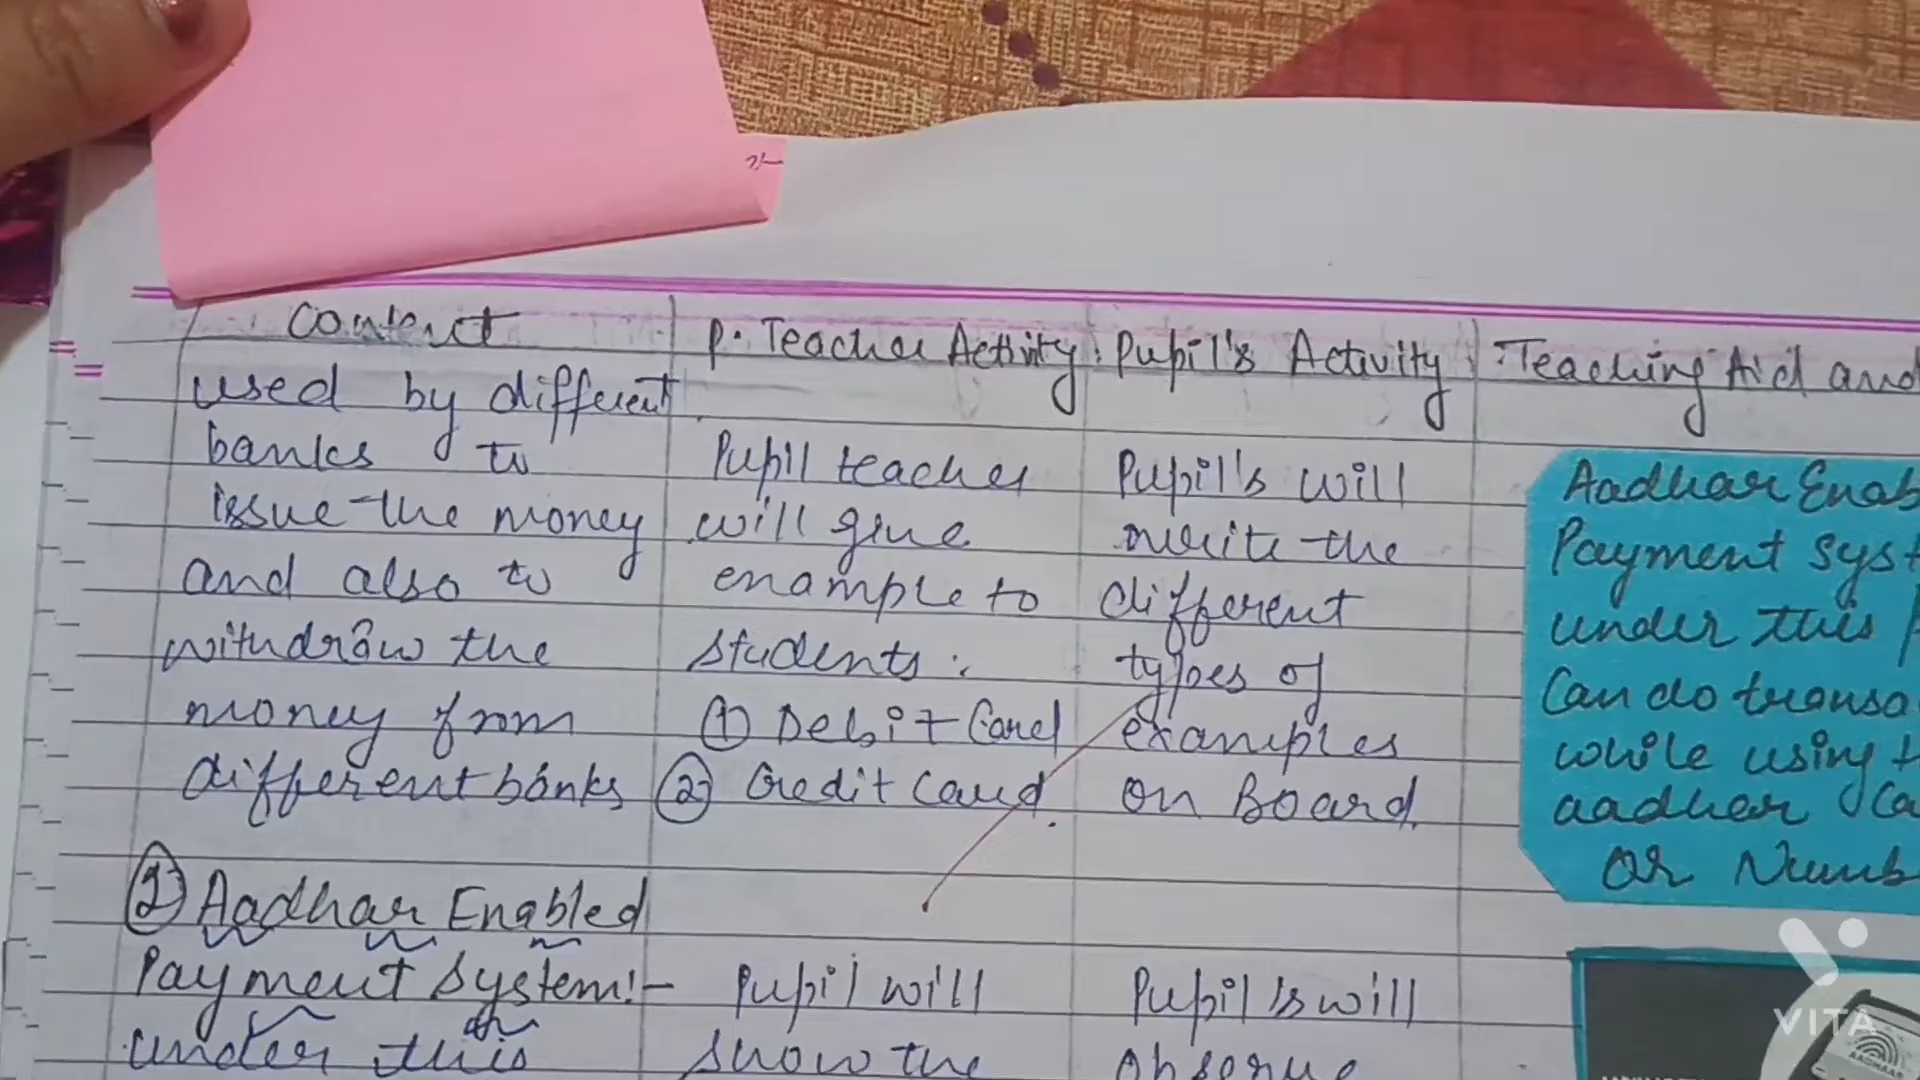 Content
P. Teacher Activity
Pupil's Activity
Teaching Aid and
used by different
banks to
issue the money
and also to
withdraw the
money from
different banks
② Aadhar Enabled
Payment System:-
under this
Pupil teacher
will give
example to
students:
① Debit Card
② Credit Card.
Pupil will
show the
Pupil's will
write the
different
types of
examples
on Board.
Pupil's will
observe
Aadhar Enab
Payment Syst
under this
Can do transa
while using t
aadhar Ca
or Numb
VITA
AADHAAR